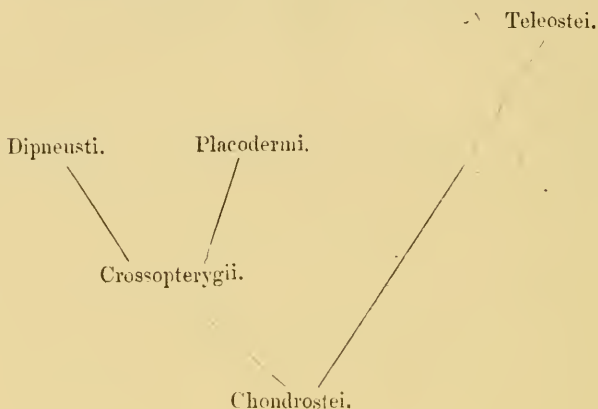 Teleostei.
Dipneusti. Placodermi.
Crossopterygii.
Chondrostei.